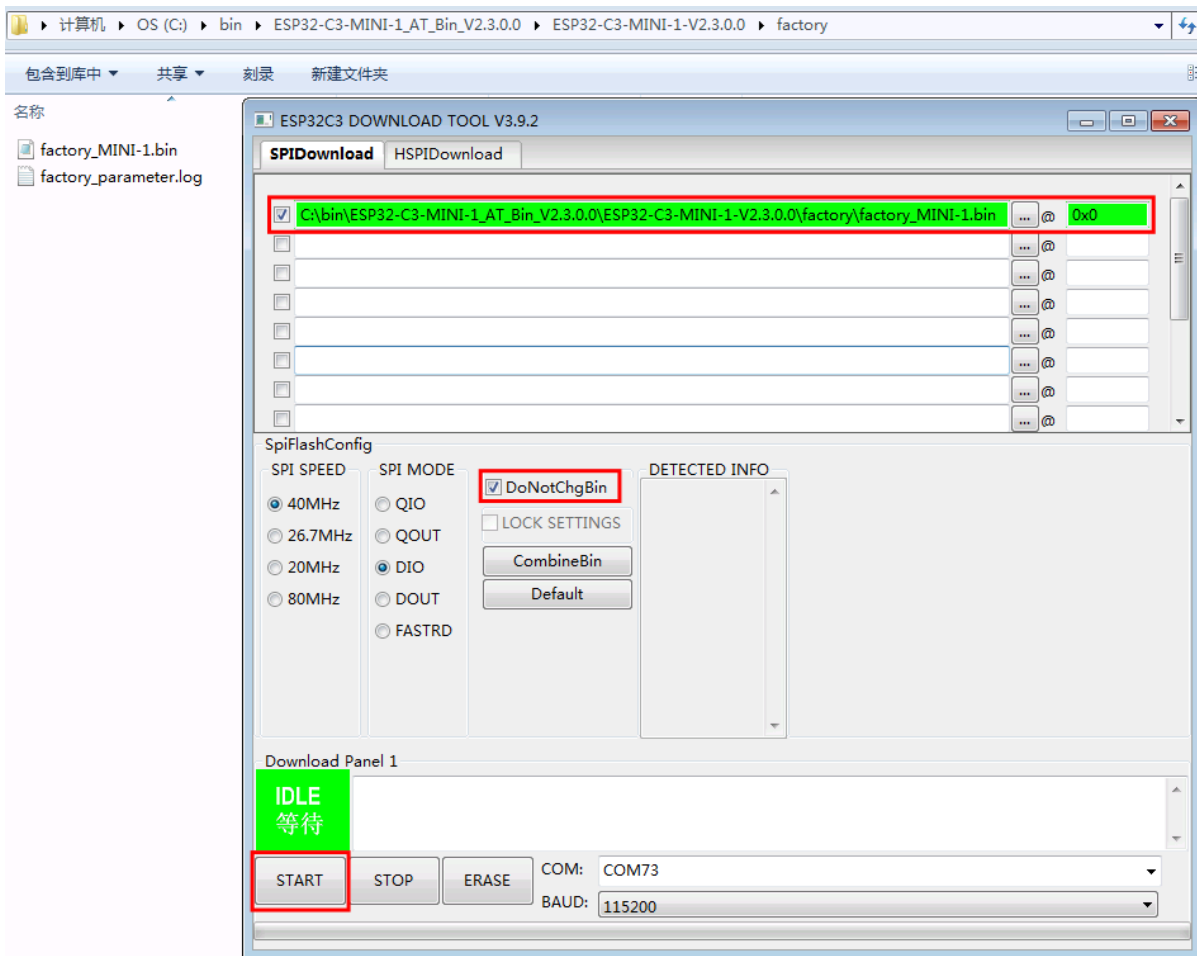 计算机 OS (C:) bin ESP32-C3-MINI-1_AT_Bin_V2.3.0.0 ESP32-C3-MINI-1-V2.3.0.0 factory
包含到库中 共享 刻录 新建文件夹
名称
factory_MINI-1.bin
factory_parameter.log
ESP32C3 DOWNLOAD TOOL V3.9.2
SPIDownload HSPIDownload
C:\bin\ESP32-C3-MINI-1_AT_Bin_V2.3.0.0\ESP32-C3-MINI-1-V2.3.0.0\factory\factory_MINI-1.bin ... @ 0x0
... @
... @
... @
... @
... @
... @
... @
SpiFlashConfig
SPI SPEED SPI MODE DETECTED INFO
DoNotChgBin
40MHz QIO
LOCK SETTINGS
26.7MHz QOUT
CombineBin
20MHz DIO
Default
80MHz DOUT
FASTRD
Download Panel 1
IDLE
等待
START STOP ERASE
COM: COM73
BAUD: 115200